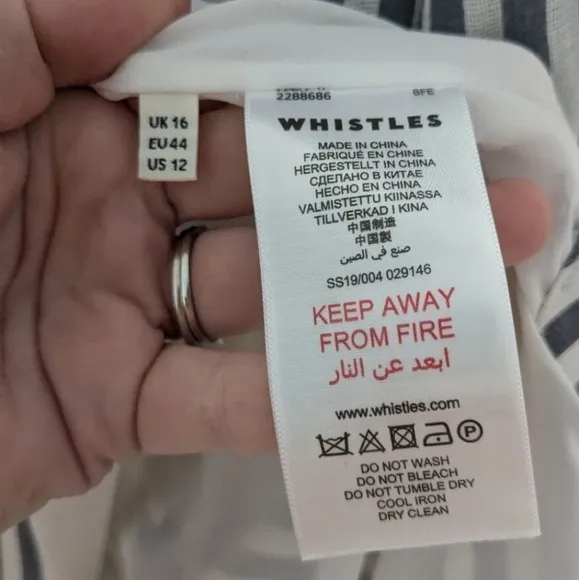 UK 16
EU 44
US 12
2288686 8FE
WHISTLES
MADE IN CHINA
FABRIQUÉ EN CHINE
HERGESTELLT IN CHINA
СДЕЛАНО В КИТАЕ
HECHO EN CHINA
VALMISTETTU KIINASSA
TILLVERKAD I KINA
中国制造
中国製
صنع في الصين
SS19/004 029146
KEEP AWAY
FROM FIRE
ابعد عن النار
www.whistles.com
P
DO NOT WASH
DO NOT BLEACH
DO NOT TUMBLE DRY
COOL IRON
DRY CLEAN